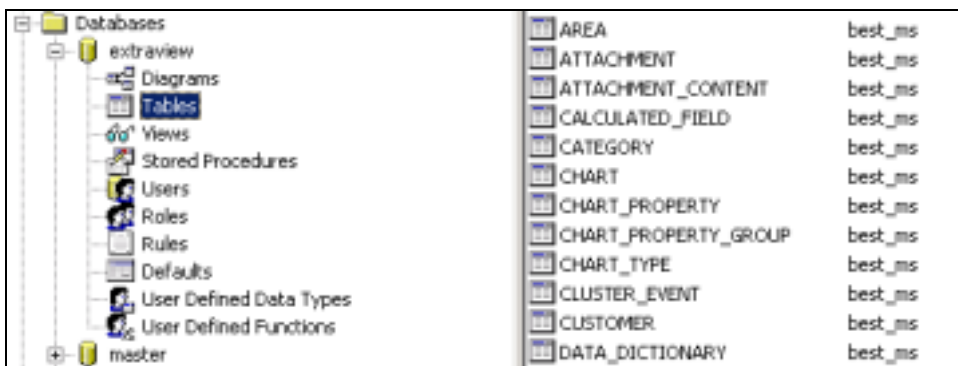 Databases
extraview
Diagrams
Tables
Views
Stored Procedures
Users
Roles
Rules
Defaults
User Defined Data Types
User Defined Functions
master
AREA best_ms
ATTACHMENT best_ms
ATTACHMENT_CONTENT best_ms
CALCULATED_FIELD best_ms
CATEGORY best_ms
CHART best_ms
CHART_PROPERTY best_ms
CHART_PROPERTY_GROUP best_ms
CHART_TYPE best_ms
CLUSTER_EVENT best_ms
CUSTOMER best_ms
DATA_DICTIONARY best_ms